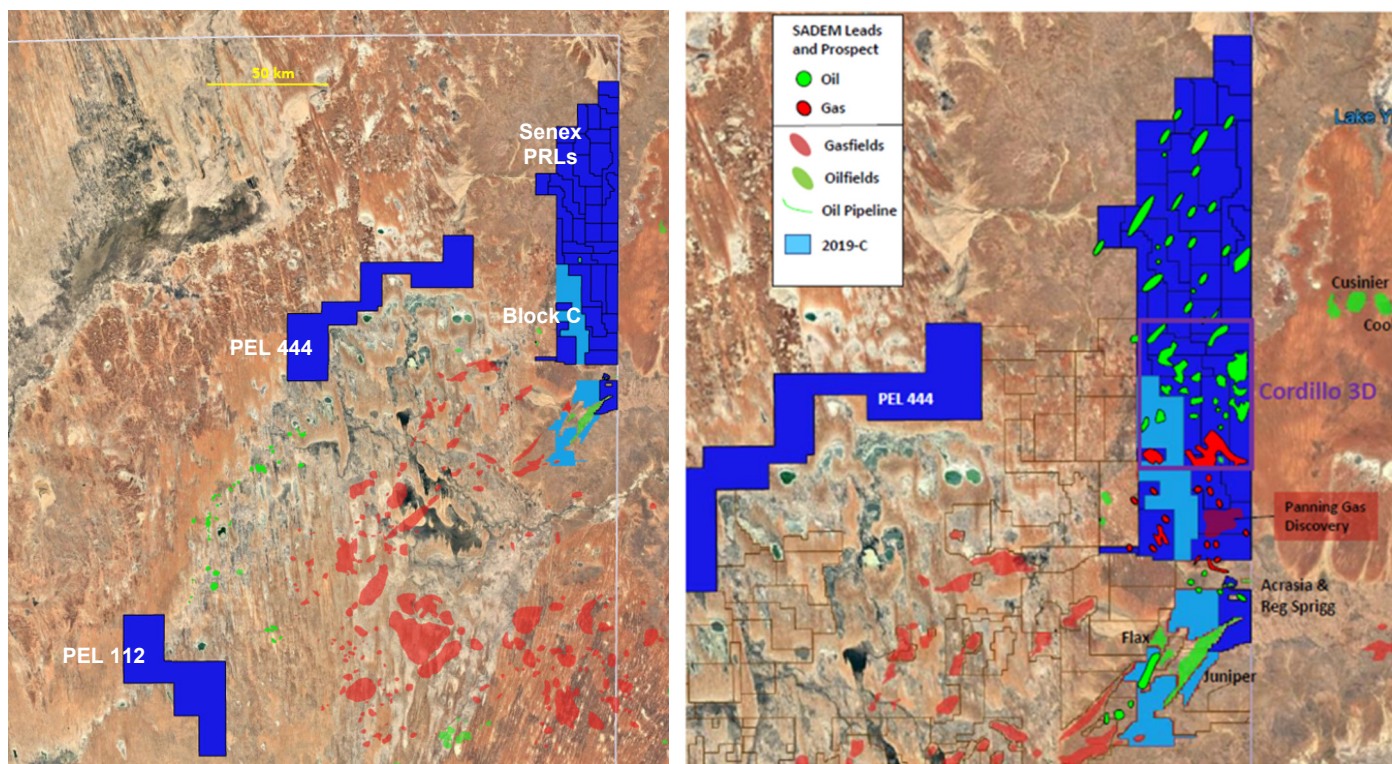 50 km
Senex
PRLs
Block C
PEL 444
PEL 112
SADEM Leads
and Prospect
Oil
Gas
Gasfields
Oilfields
Oil Pipeline
2019-C
Lake Y
Cusinier
Coo
PEL 444
Cordillo 3D
Panning Gas
Discovery
Acrasia &
Reg Sprigg
Flax
Juniper